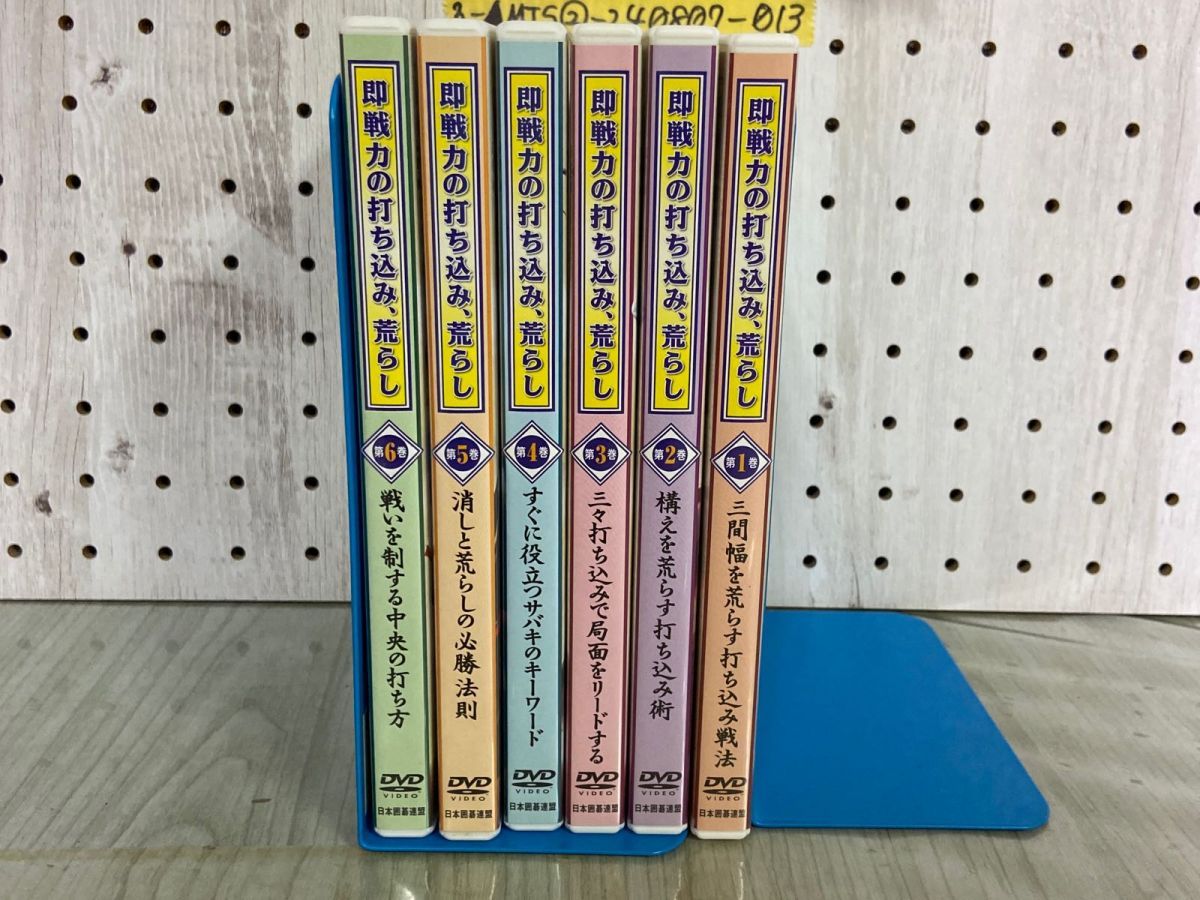 3-▲MTS②-240807-013
即戦力の打ち込み、荒らし
第6巻
戦いを制する中央の打ち方
DVD
VIDEO
日本囲碁連盟
即戦力の打ち込み、荒らし
第5巻
消しと荒らしの必勝法則
DVD
VIDEO
日本囲碁連盟
即戦力の打ち込み、荒らし
第4巻
すぐに役立つサバキのキーワード
DVD
VIDEO
日本囲碁連盟
即戦力の打ち込み、荒らし
第3巻
三々打ち込みで局面をリードする
DVD
VIDEO
日本囲碁連盟
即戦力の打ち込み、荒らし
第2巻
構えを荒らす打ち込み術
DVD
VIDEO
日本囲碁連盟
即戦力の打ち込み、荒らし
第1巻
三間幅を荒らす打ち込み戦法
DVD
VIDEO
日本囲碁連盟